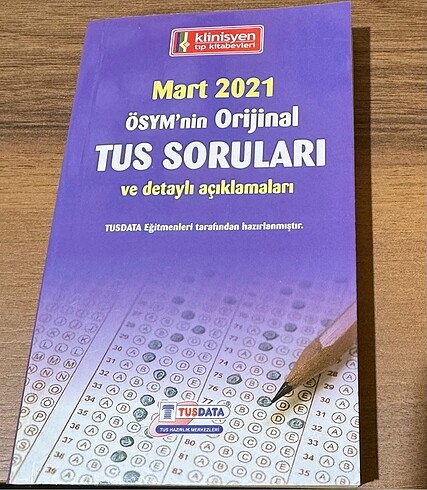 klinisyen
tıp kitabevleri
Mart 2021
ÖSYM'nin Orijinal
TUS SORULARI
ve detaylı açıklamaları
TUSDATA Eğitmenleri tarafından hazırlanmıştır.
TUSDATA
TUS HAZIRLIK MERKEZLERİ